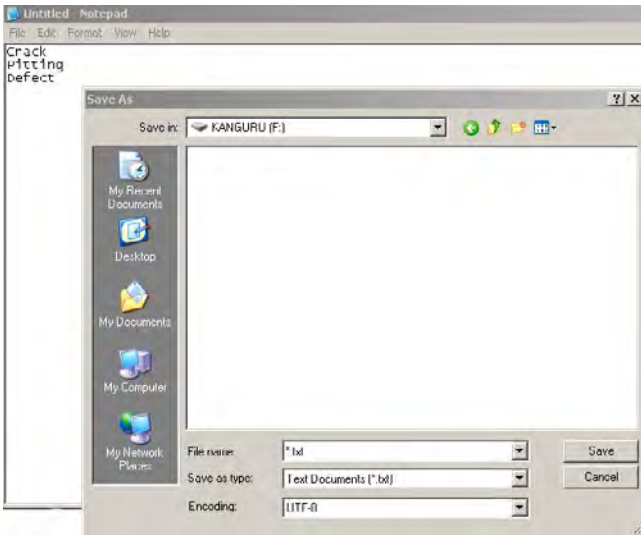 Untitled - Notepad
File Edit Format View Help
Crack
Pitting
Defect
Save As
Save in: KANGURU (F:)
My Recent
Documents
Desktop
My Documents
My Computer
My Network
Places
File name: *.txt
Save
Save as type: Text Documents (*.txt)
Cancel
Encoding: UTF-8